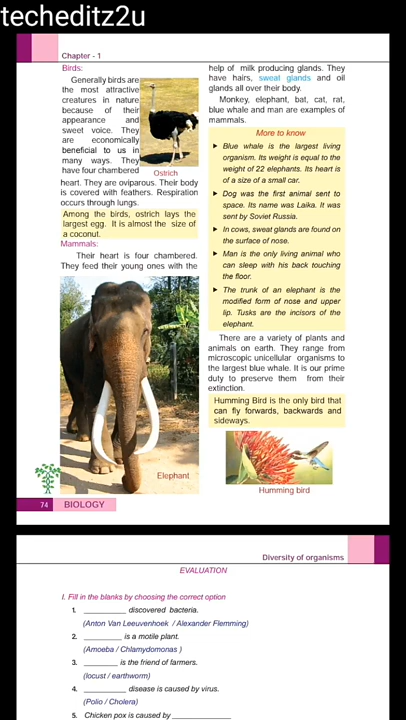 techeditz2u
Chapter - 1
Birds:
Generally birds are
the most attractive
creatures in nature
because of their
appearance and
sweet voice. They
are economically
beneficial to us in
many ways. They
have four chambered
Ostrich
heart. They are oviparous. Their body
is covered with feathers. Respiration
occurs through lungs.
Among the birds, ostrich lays the
largest egg. It is almost the size of
a coconut.
Mammals:
Their heart is four chambered.
They feed their young ones with the
Elephant
help of milk producing glands. They
have hairs, sweat glands and oil
glands all over their body.
Monkey, elephant, bat, cat, rat,
blue whale and man are examples of
mammals.
More to know
Blue whale is the largest living
organism. Its weight is equal to the
weight of 22 elephants. Its heart is
of a size of a small car.
Dog was the first animal sent to
space. Its name was Laika. It was
sent by Soviet Russia.
In cows, sweat glands are found on
the surface of nose.
Man is the only living animal who
can sleep with his back touching
the floor.
The trunk of an elephant is the
modified form of nose and upper
lip. Tusks are the incisors of the
elephant.
There are a variety of plants and
animals on earth. They range from
microscopic unicellular organisms to
the largest blue whale. It is our prime
duty to preserve them from their
extinction.
Humming Bird is the only bird that
can fly forwards, backwards and
sideways.
Humming bird
74 BIOLOGY
Diversity of organisms
EVALUATION
I. Fill in the blanks by choosing the correct option
1. __________ discovered bacteria.
(Anton Van Leeuvenhoek / Alexander Flemming)
2. _________ is a motile plant.
(Amoeba / Chlamydomonas )
3. ________ is the friend of farmers.
(locust / earthworm)
4. __________ disease is caused by virus.
(Polio / Cholera)
5. Chicken pox is caused by ______________